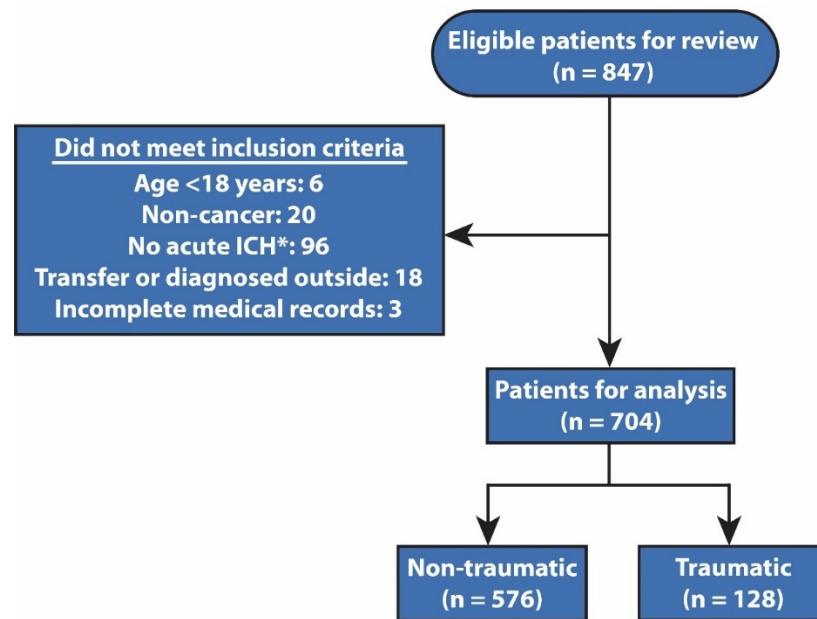 Eligible patients for review
(n = 847)
Did not meet inclusion criteria
Age <18 years: 6
Non-cancer: 20
No acute ICH*: 96
Transfer or diagnosed outside: 18
Incomplete medical records: 3
Patients for analysis
(n = 704)
Non-traumatic
(n = 576)
Traumatic
(n = 128)